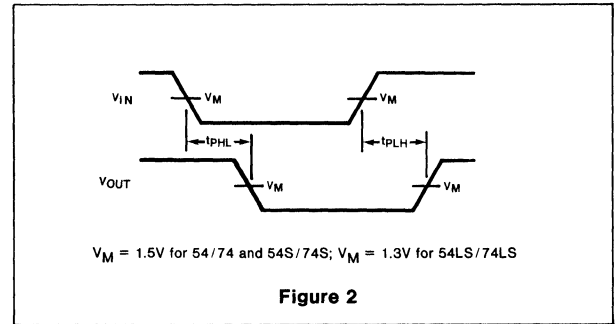 VIN VM VM
tPHL tPLH
VOUT VM VM
VM = 1.5V for 54/74 and 54S/74S; VM = 1.3V for 54LS/74LS
Figure 2